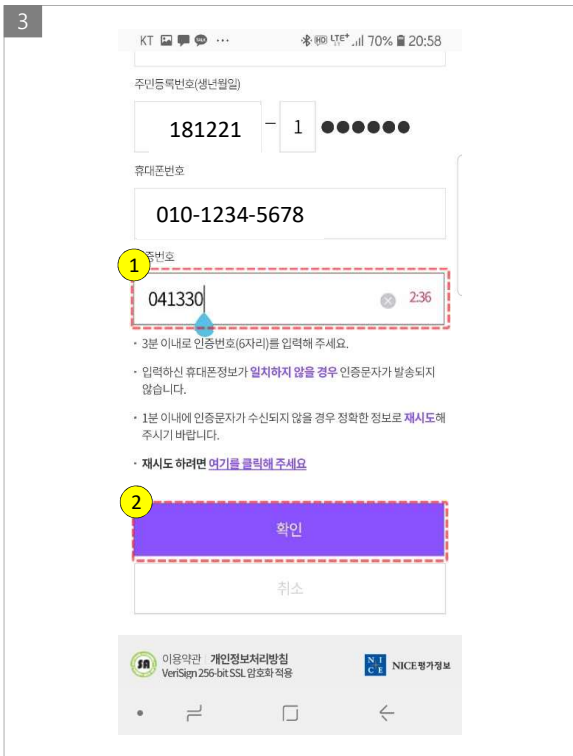 3
KT ··· HD LTE+ 70% 20:58
주민등록번호(생년월일)
181221 – 1 ●●●●●●
휴대폰번호
010-1234-5678
1
증번호
041330 2:36
· 3분 이내로 인증번호(6자리)를 입력해 주세요.
· 입력하신 휴대폰정보가 일치하지 않을 경우 인증문자가 발송되지
않습니다.
· 1분 이내에 인증문자가 수신되지 않을 경우 정확한 정보로 재시도해
주시기 바랍니다.
· 재시도 하려면 여기를 클릭해 주세요
2
확인
취소
SA 이용약관 | 개인정보처리방침
VeriSign 256-bit SSL 암호화 적용
NICE NICE평가정보